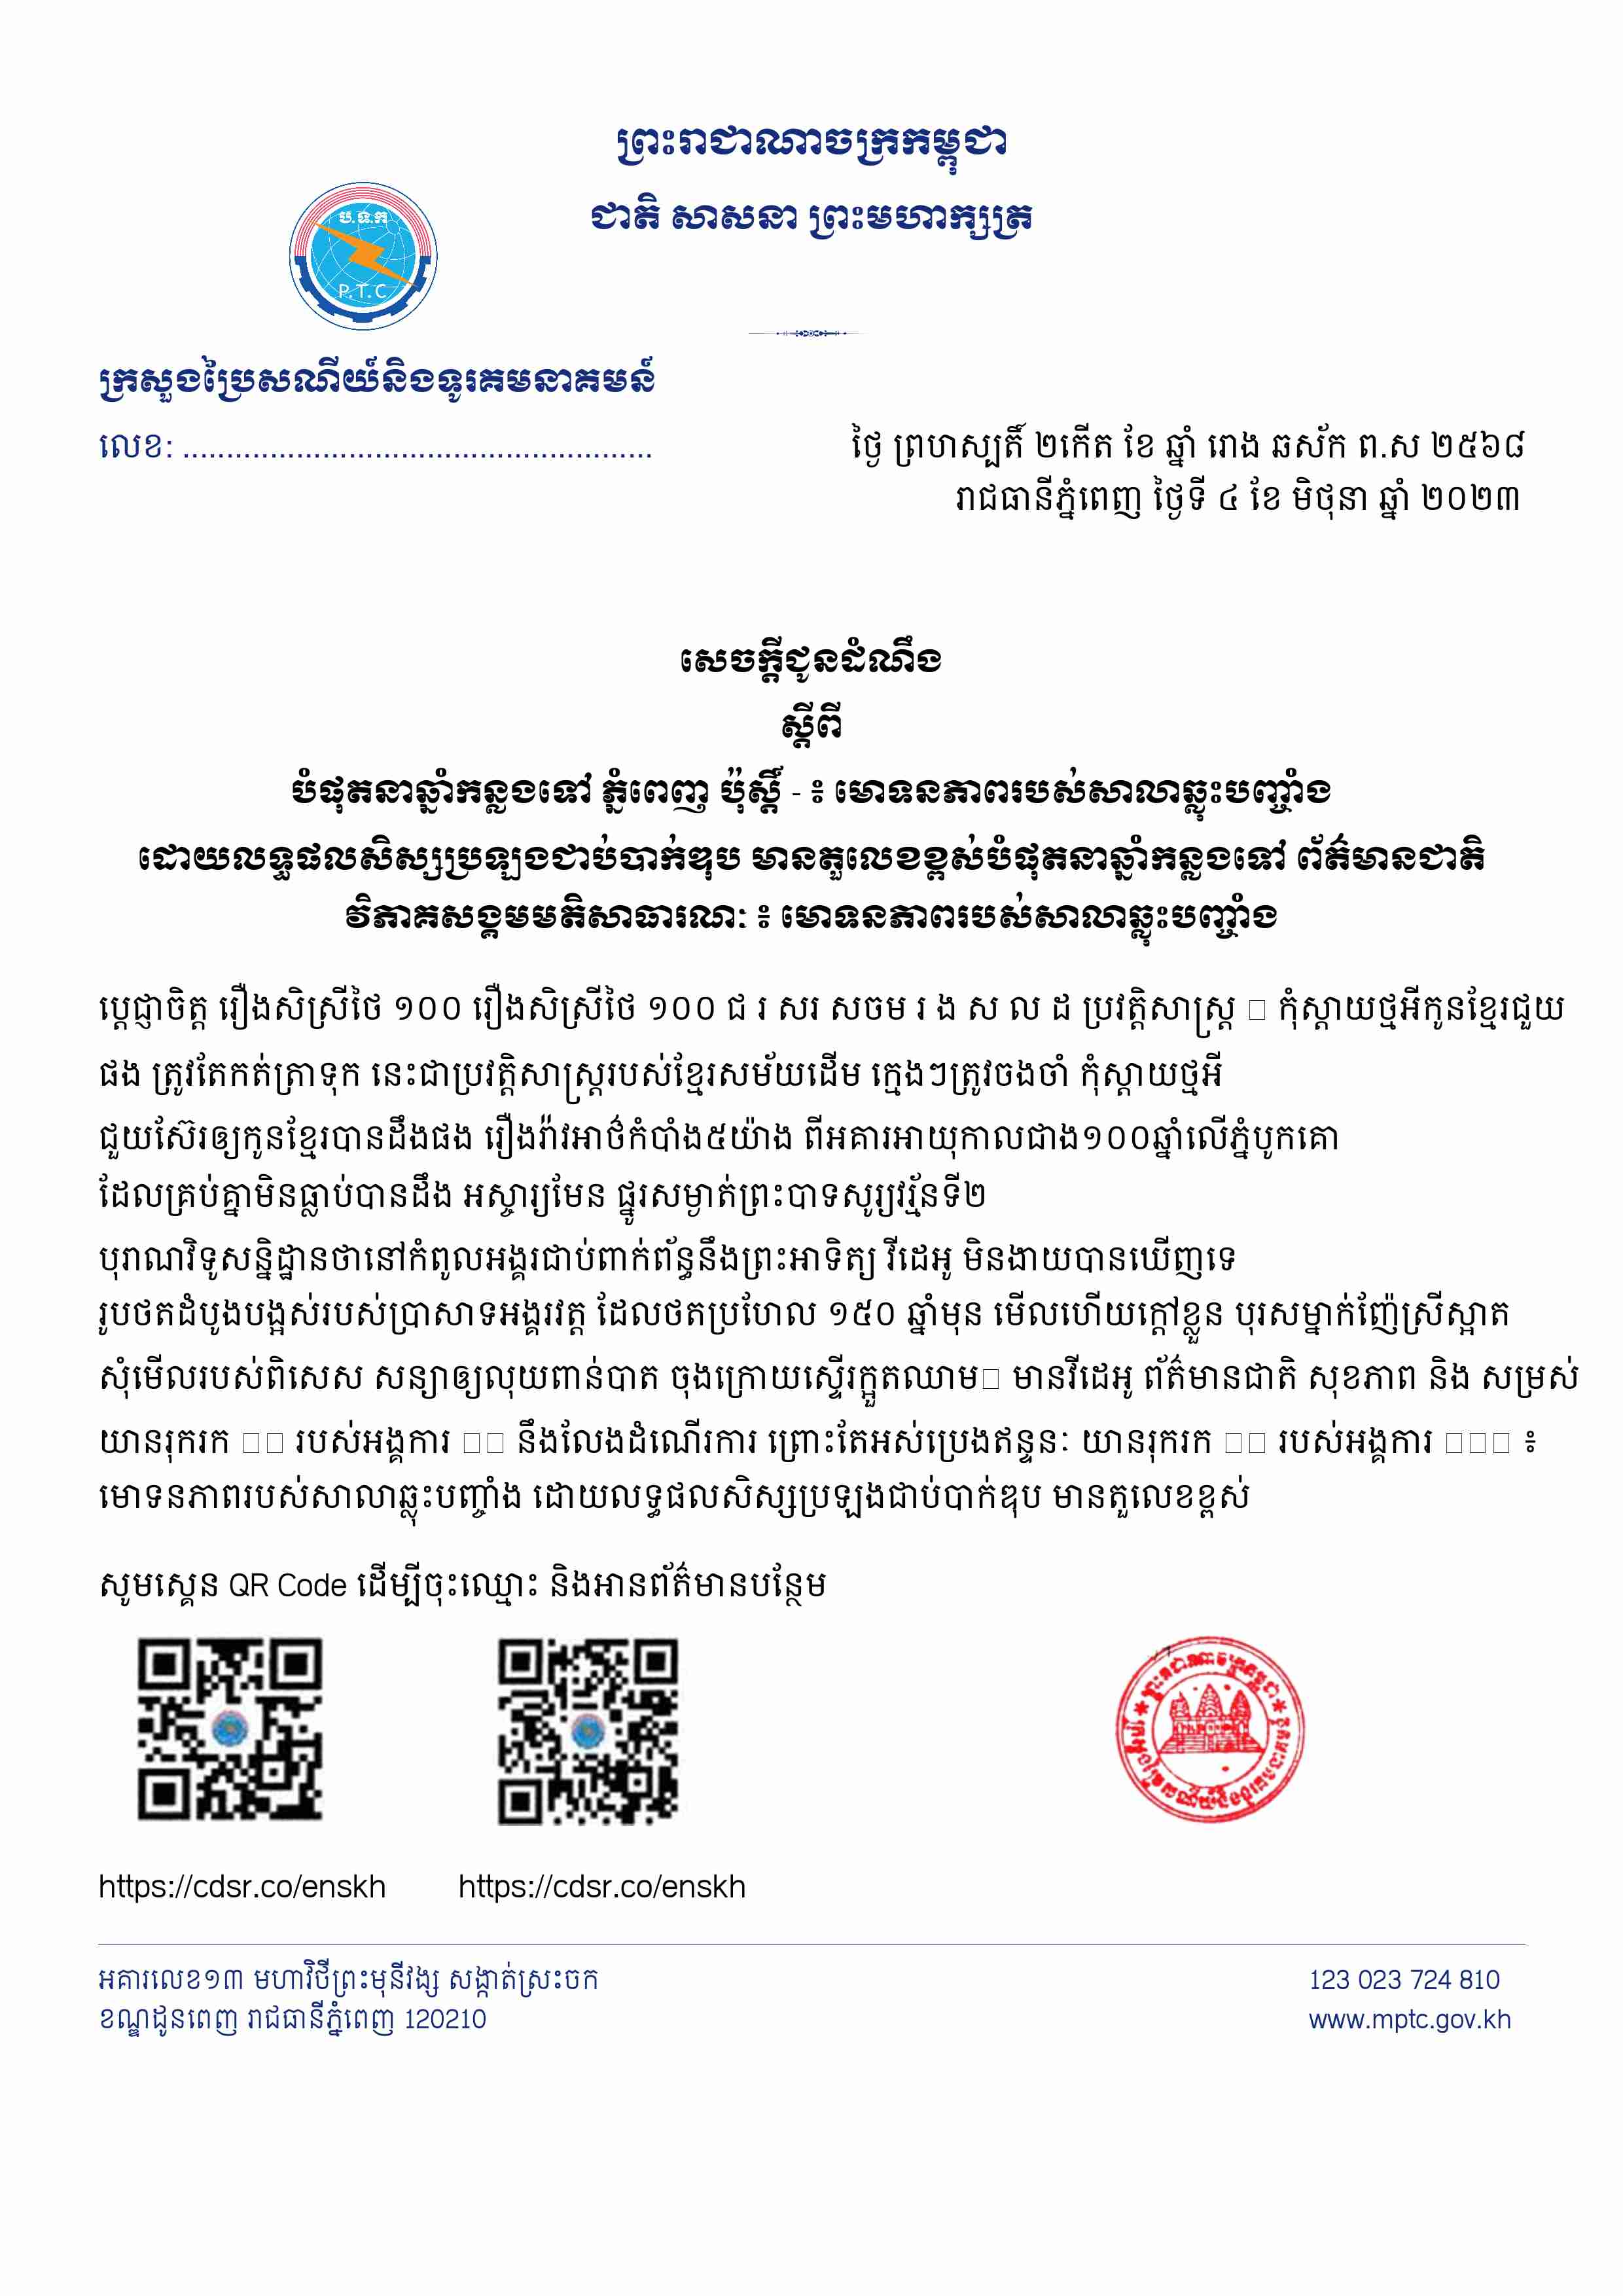 ព្រះរាជាណាចក្រកម្ពុជា
ជាតិ សាសនា ព្រះមហាក្សត្រ
ប.ទ.ក
P.T.C
ក្រសួងប្រៃសណីយ៍និងទូរគមនាគមន៍
លេខ: ......................................................
ថ្ងៃ ព្រហស្បតិ៍ ២កើត ខែ ឆ្នាំ រោង ឆស័ក ព.ស ២៥៦៨
រាជធានីភ្នំពេញ ថ្ងៃទី ៤ ខែ មិថុនា ឆ្នាំ ២០២៣
សេចក្តីជូនដំណឹង
ស្តីពី
បំផុតនាឆ្នាំកន្លងទៅ ភ្នំពេញ ប៉ុស្តិ៍ - ៖ មោទនភាពរបស់សាលាឆ្លុះបញ្ចាំង
ដោយលទ្ធផលសិស្សប្រឡងជាប់បាក់ឌុប មានតួលេខខ្ពស់បំផុតនាឆ្នាំកន្លងទៅ ព័ត៌មានជាតិ
វិភាគសង្គមមតិសាធារណៈ ៖ មោទនភាពរបស់សាលាឆ្លុះបញ្ចាំង
ប្តេជ្ញាចិត្ត រឿងសិស្រីថៃ ១០០ រឿងសិស្រីថៃ ១០០ ជ រ សរ សចម រ ង ស ល ដ ប្រវត្តិសាស្ត្រ កុំស្តាយថ្មអីកូនខ្មែរជួយ
ផង ត្រូវតែកត់ត្រាទុក នេះជាប្រវត្តិសាស្ត្ររបស់ខ្មែរសម័យដើម ក្មេងៗត្រូវចងចាំ កុំស្តាយថ្មអី
ជួយស៊ែរឲ្យកូនខ្មែរបានដឹងផង រឿងរ៉ាវអាថ៌កំបាំង៥យ៉ាង ពីអគារអាយុកាលជាង១០០ឆ្នាំលើភ្នំបូកគោ
ដែលគ្រប់គ្នាមិនធ្លាប់បានដឹង អស្ចារ្យមែន ផ្នូរសម្ងាត់ព្រះបាទសូរ្យវរ្ម័នទី២
បុរាណវិទូសន្និដ្ឋានថានៅកំពូលអង្គរជាប់ពាក់ព័ន្ធនឹងព្រះអាទិត្យ វីដេអូ មិនងាយបានឃើញទេ
រូបថតដំបូងបង្អស់របស់ប្រាសាទអង្គរវត្ត ដែលថតប្រហែល ១៥០ ឆ្នាំមុន មើលហើយក្តៅខ្លួន បុរសម្នាក់ញ៉ែស្រីស្អាត
សុំមើលរបស់ពិសេស សន្យាឲ្យលុយពាន់បាត ចុងក្រោយស្ទើរក្អួតឈាម មានវីដេអូ ព័ត៌មានជាតិ សុខភាព និង សម្រស់
យានរុករក របស់អង្គការ នឹងលែងដំណើរការ ព្រោះតែអស់ប្រេងឥន្ធនៈ យានរុករក របស់អង្គការ ៖
មោទនភាពរបស់សាលាឆ្លុះបញ្ចាំង ដោយលទ្ធផលសិស្សប្រឡងជាប់បាក់ឌុប មានតួលេខខ្ពស់
សូមស្គេន QR Code ដើម្បីចុះឈ្មោះ និងអានព័ត៌មានបន្ថែម
https://cdsr.co/enskh https://cdsr.co/enskh
អគារលេខ១៣ មហាវិថីព្រះមុនីវង្ស សង្កាត់ស្រះចក
ខណ្ឌដូនពេញ រាជធានីភ្នំពេញ 120210
123 023 724 810
www.mptc.gov.kh